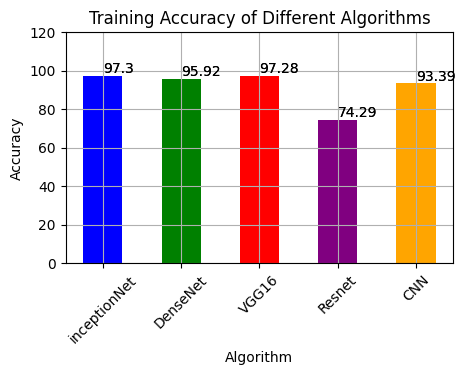 Training Accuracy of Different Algorithms
120
100
80
60
40
20
0
Accuracy
97.3
95.92
97.28
74.29
93.39
inceptionNet
DenseNet
VGG16
Resnet
CNN
Algorithm